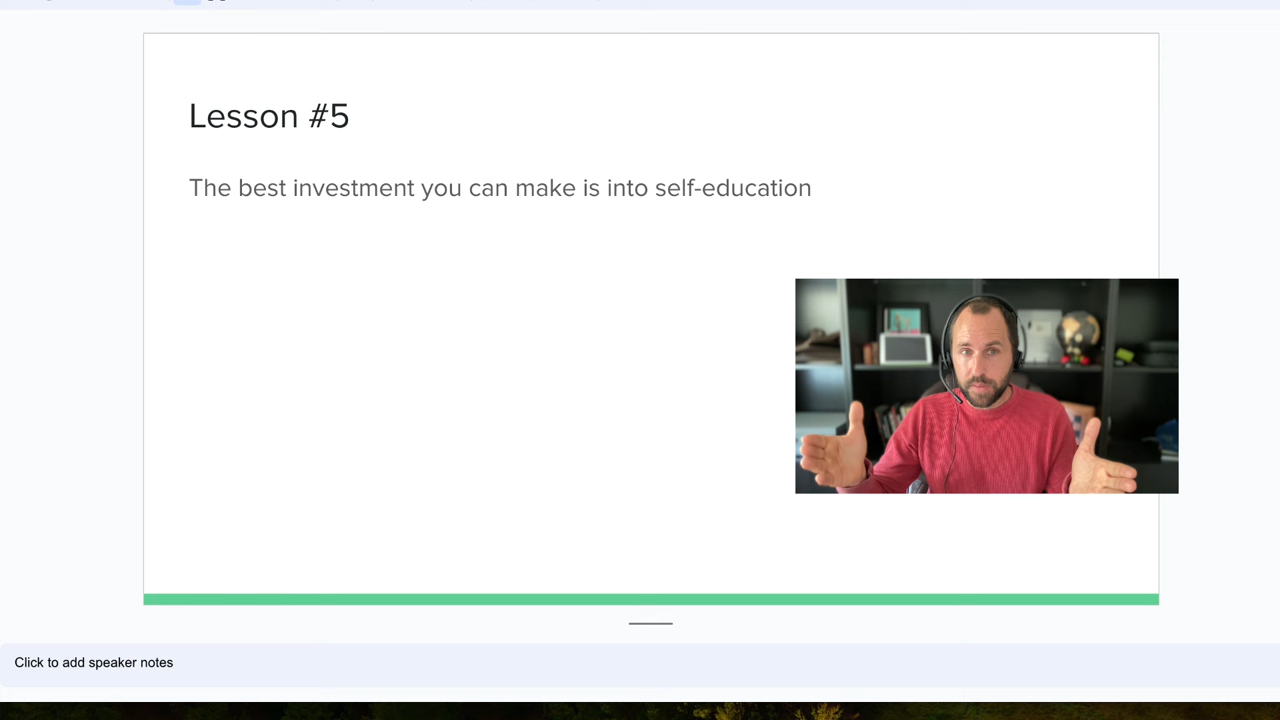 Lesson #5
The best investment you can make is into self-education
Click to add speaker notes